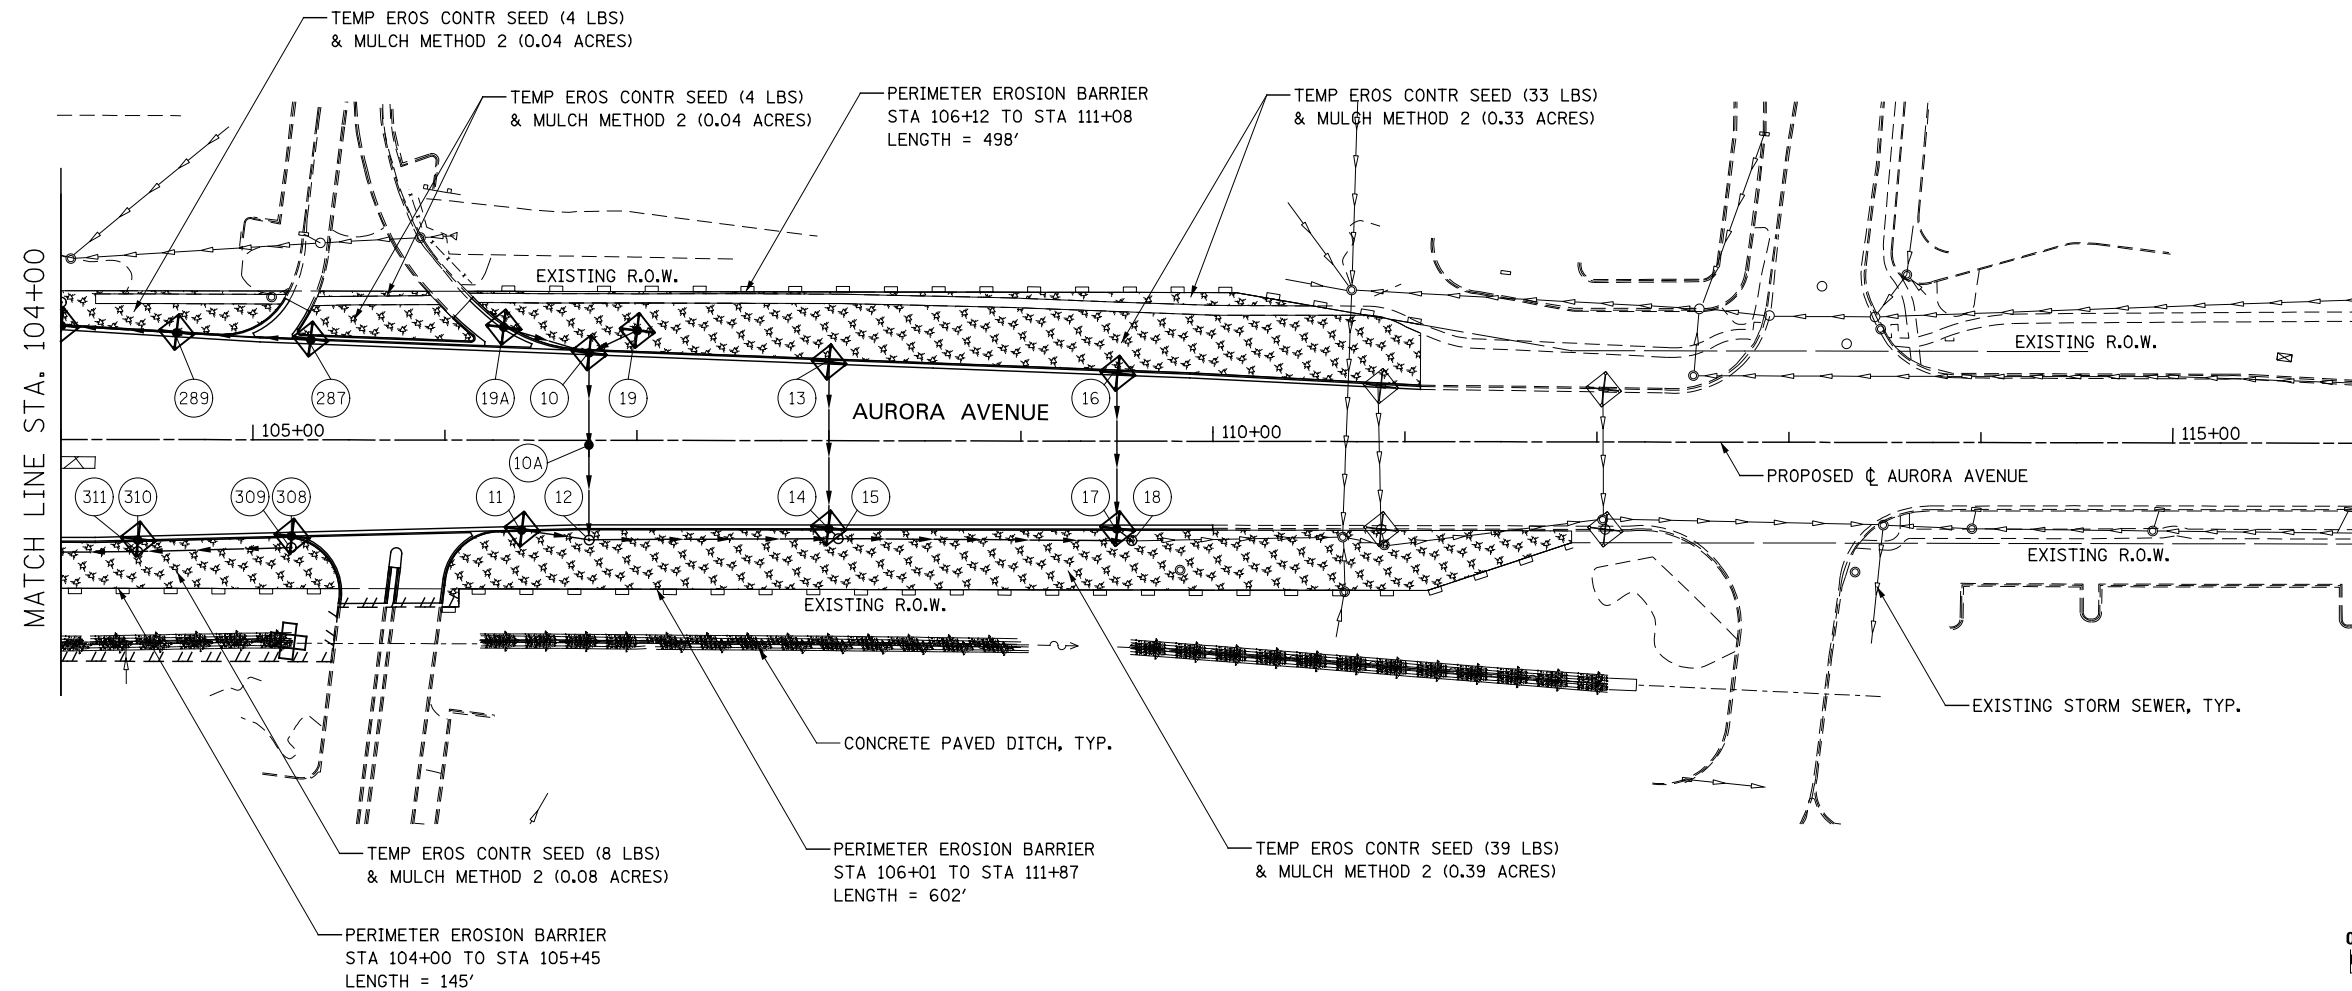 TEMP EROS CONTR SEED (4 LBS)
& MULCH METHOD 2 (0.04 ACRES)
TEMP EROS CONTR SEED (4 LBS)
& MULCH METHOD 2 (0.04 ACRES)
PERIMETER EROSION BARRIER
STA 106+12 TO STA 111+08
LENGTH = 498'
TEMP EROS CONTR SEED (33 LBS)
& MULCH METHOD 2 (0.33 ACRES)
MATCH LINE STA. 104+00
EXISTING R.O.W.
EXISTING R.O.W.
289
287
19A
10
19
13
16
AURORA AVENUE
105+00
110+00
115+00
10A
PROPOSED ℄ AURORA AVENUE
311
310
309
308
11
12
14
15
17
18
EXISTING R.O.W.
EXISTING R.O.W.
EXISTING STORM SEWER, TYP.
CONCRETE PAVED DITCH, TYP.
TEMP EROS CONTR SEED (8 LBS)
& MULCH METHOD 2 (0.08 ACRES)
PERIMETER EROSION BARRIER
STA 106+01 TO STA 111+87
LENGTH = 602'
TEMP EROS CONTR SEED (39 LBS)
& MULCH METHOD 2 (0.39 ACRES)
PERIMETER EROSION BARRIER
STA 104+00 TO STA 105+45
LENGTH = 145'